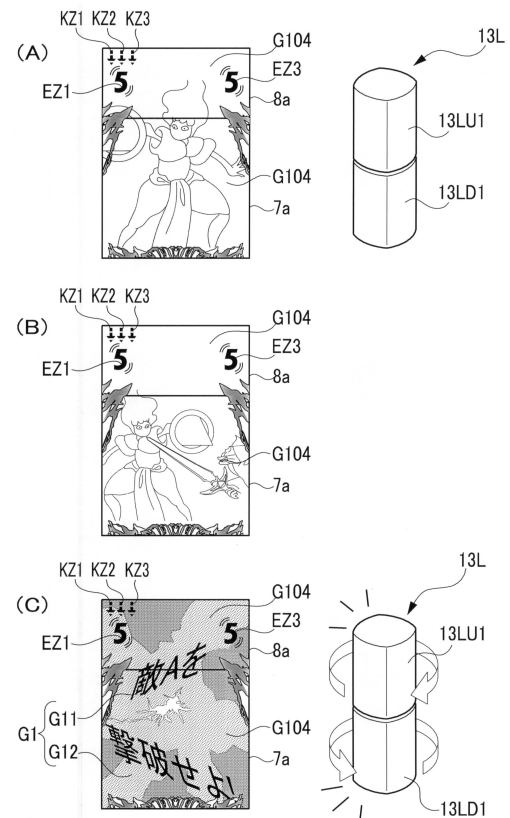 (A)
KZ1 KZ2 KZ3
G104
EZ1 5 5 EZ3
8a
G104
7a
13L
13LU1
13LD1
(B)
KZ1 KZ2 KZ3
G104
EZ1 5 5 EZ3
8a
G104
7a
(C)
KZ1 KZ2 KZ3
G104
EZ1 5 5 EZ3
8a
敵Aを
G1 G11
G12
G104
撃破せよ
7a
13L
13LU1
13LD1